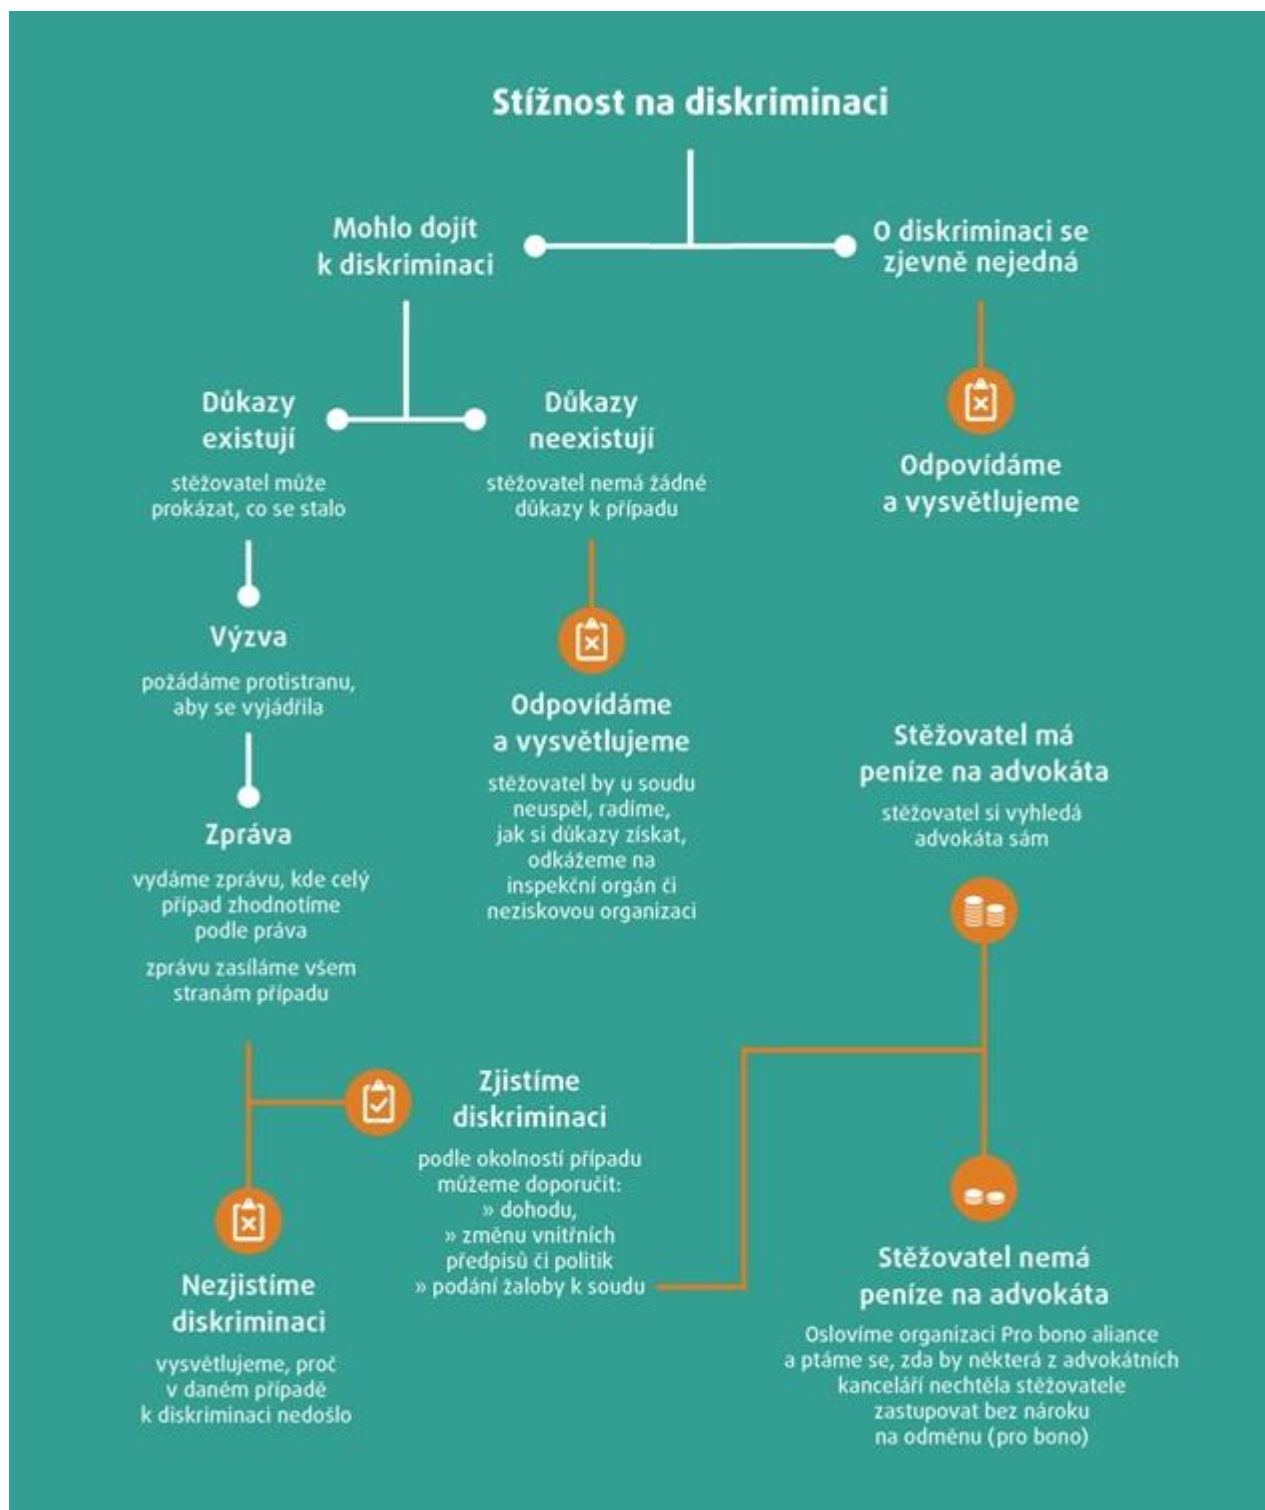 Stížnost na diskriminaci
Mohlo dojít
k diskriminaci
O diskriminaci se
zjevně nejedná
Důkazy
existují
stěžovatel může
prokázat, co se stalo
Důkazy
neexistují
stěžovatel nemá žádné
důkazy k případu
Odpovídáme
a vysvětlujeme
Výzva
požádáme protistranu,
aby se vyjádřila
Odpovídáme
a vysvětlujeme
stěžovatel by u soudu
neuspěl, radíme,
jak si důkazy získat,
odkážeme na
inspekční orgán či
neziskovou organizaci
Zpráva
vydáme zprávu, kde celý
případ zhodnotíme
podle práva
zprávu zasíláme všem
stranám případu
Zjistíme
diskriminaci
podle okolností případu
můžeme doporučit:
» dohodu,
» změnu vnitřních
předpisů či politik
» podání žaloby k soudu
Nezjistíme
diskriminaci
vysvětlujeme, proč
v daném případě
k diskriminaci nedošlo
Stěžovatel má
peníze na advokáta
stěžovatel si vyhledá
advokáta sám
Stěžovatel nemá
peníze na advokáta
Oslovíme organizaci Pro bono aliance
a ptáme se, zda by některá z advokátních
kanceláří nechtěla stěžovatele
zastupovat bez nároku
na odměnu (pro bono)